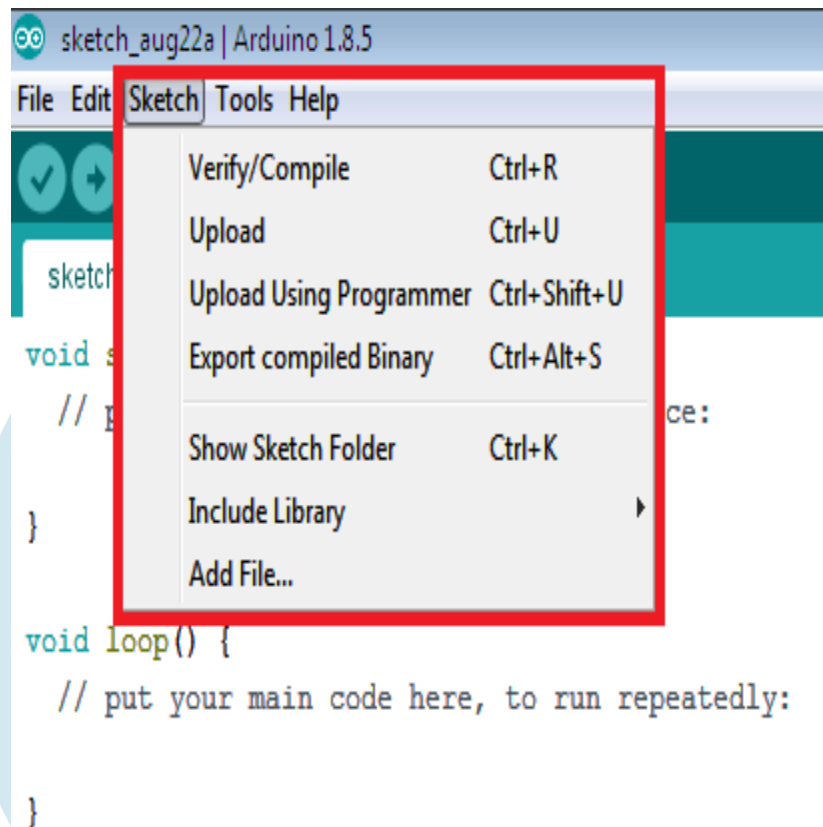 sketch_aug22a | Arduino 1.8.5
File Edit Sketch Tools Help
Verify/Compile Ctrl+R
Upload Ctrl+U
sketch
Upload Using Programmer Ctrl+Shift+U
void s
Export compiled Binary Ctrl+Alt+S
// p ce:
Show Sketch Folder Ctrl+K
Include Library
}
Add File...
void loop() {
// put your main code here, to run repeatedly:
}